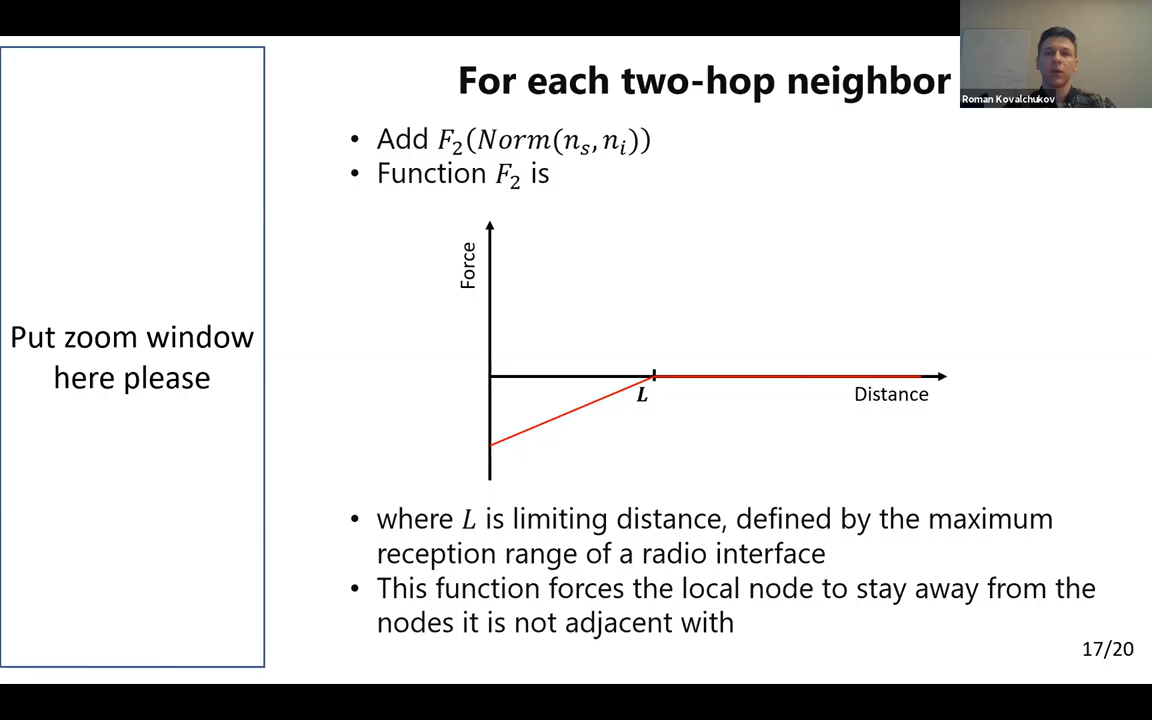 For each two-hop neighbor
Roman Kovalchukov
• Add F₂(Norm(nₛ, nᵢ))
• Function F₂ is
Force
L
Distance
Put zoom window
here please
• where L is limiting distance, defined by the maximum
reception range of a radio interface
• This function forces the local node to stay away from the
nodes it is not adjacent with
17/20